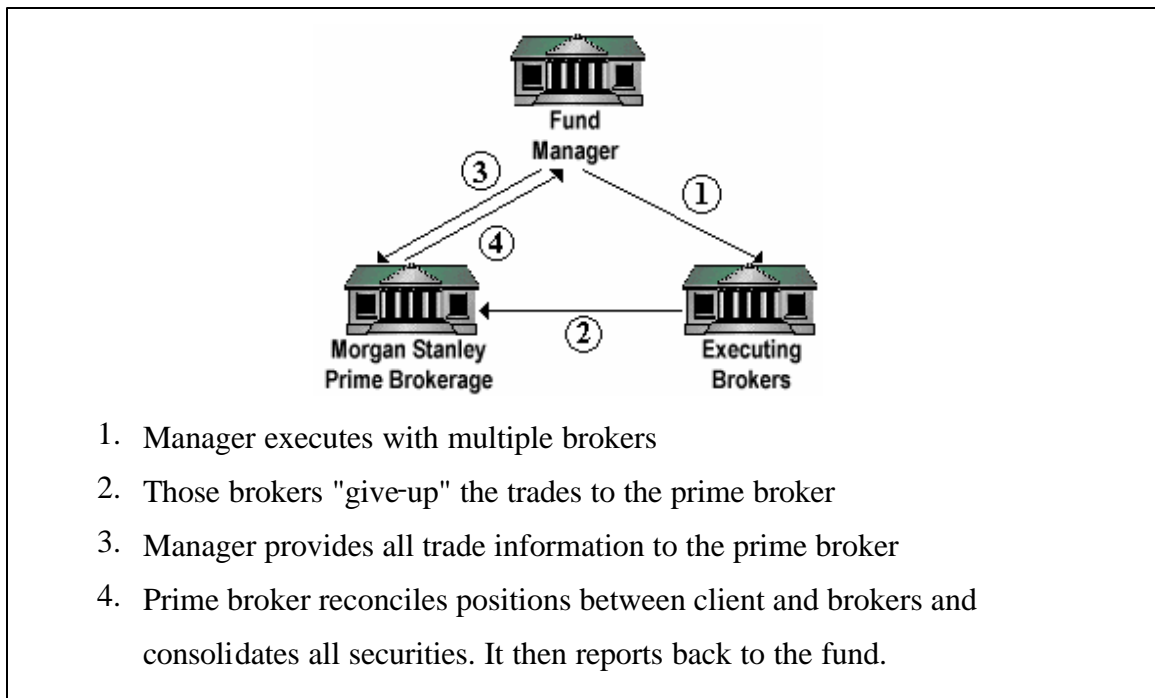 Fund
Manager
3
1
4
2
Morgan Stanley
Prime Brokerage
Executing
Brokers
1. Manager executes with multiple brokers
2. Those brokers "give-up" the trades to the prime broker
3. Manager provides all trade information to the prime broker
4. Prime broker reconciles positions between client and brokers and
consolidates all securities. It then reports back to the fund.